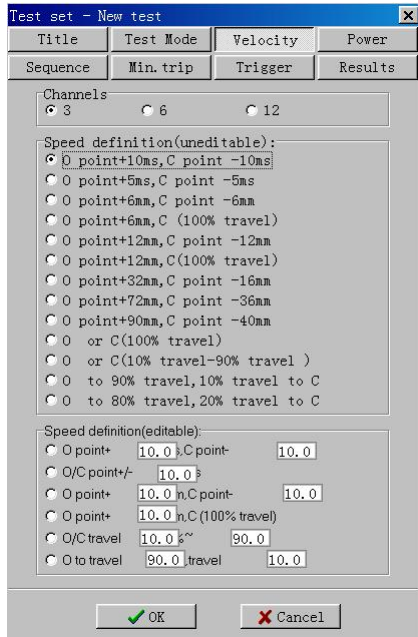 Test set - New test
Title Test Mode Velocity Power
Sequence Min.trip Trigger Results
Channels
3 6 12
Speed definition(uneditable):
O point+10ms,C point -10ms
O point+5ms,C point -5ms
O point+6mm,C point -6mm
O point+6mm,C (100% travel)
O point+12mm,C point -12mm
O point+12mm,C(100% travel)
O point+32mm,C point -16mm
O point+72mm,C point -36mm
O point+90mm,C point -40mm
O or C(100% travel)
O or C(10% travel-90% travel )
O to 90% travel,10% travel to C
O to 80% travel,20% travel to C
Speed definition(editable):
O point+ 10.0 ,C point- 10.0
O/C point+/- 10.0
O point+ 10.0 ,C point- 10.0
O point+ 10.0 ,C (100% travel)
O/C travel 10.0 ~ 90.0
O to travel 90.0 ,travel 10.0
OK Cancel